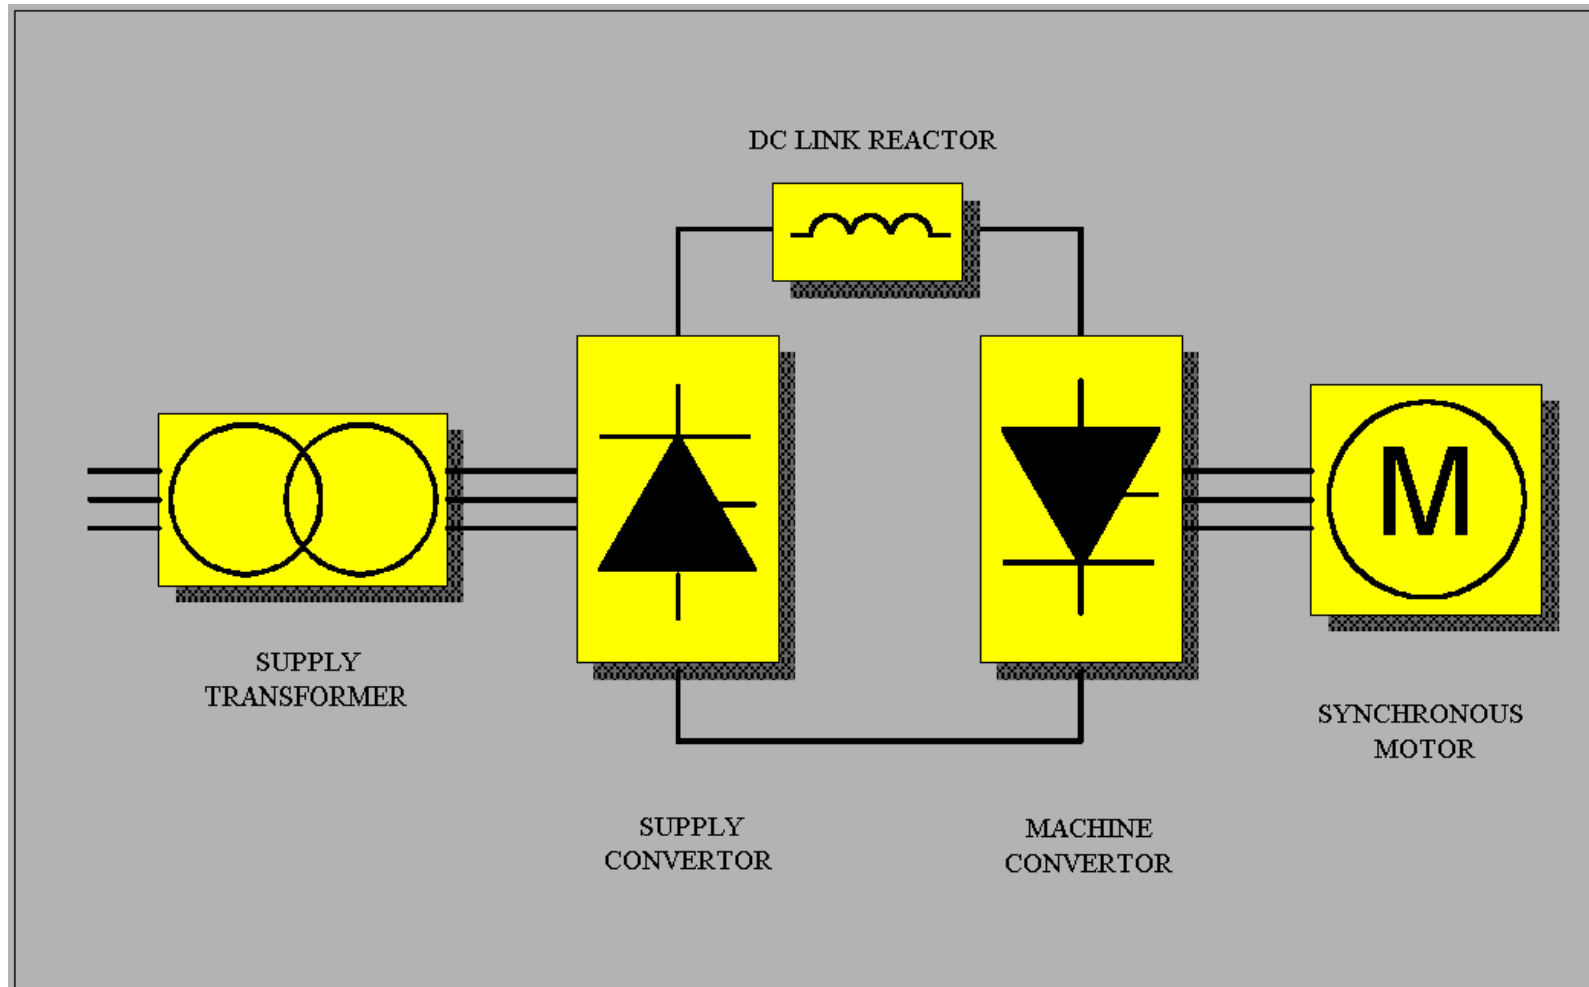 DC LINK REACTOR
M
SUPPLY
TRANSFORMER
SYNCHRONOUS
MOTOR
SUPPLY
CONVERTOR
MACHINE
CONVERTOR